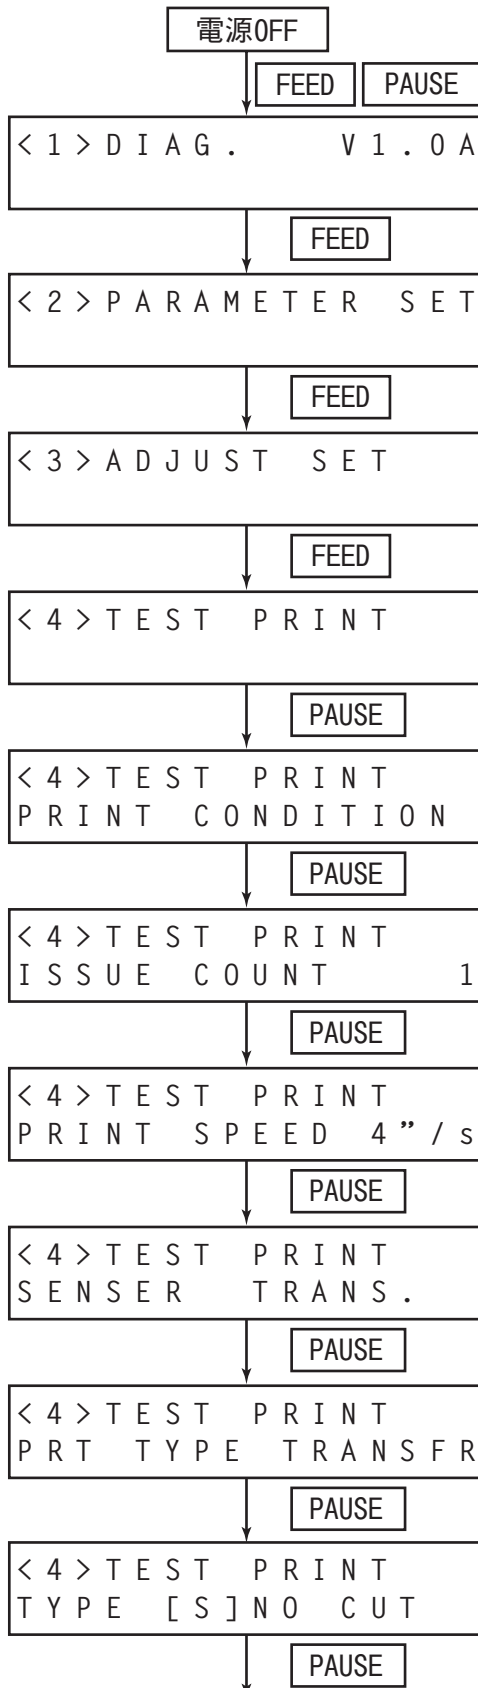 電源OFF
FEED PAUSE
<1>DIAG. V1.0A
FEED
<2>PARAMETER SET
FEED
<3>ADJUST SET
FEED
<4>TEST PRINT
PAUSE
<4>TEST PRINT
PRINT CONDITION
PAUSE
<4>TEST PRINT
ISSUE COUNT 1
PAUSE
<4>TEST PRINT
PRINT SPEED 4”/s
PAUSE
<4>TEST PRINT
SENSER TRANS.
PAUSE
<4>TEST PRINT
PRT TYPE TRANSFR
PAUSE
<4>TEST PRINT
TYPE [S]NO CUT
PAUSE